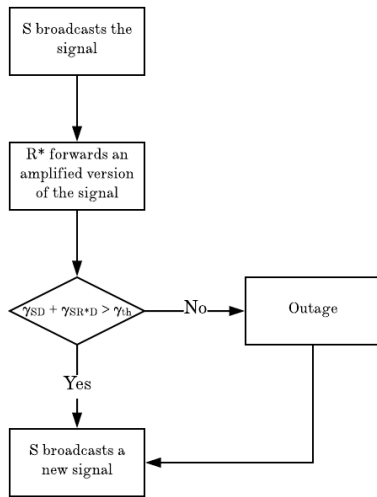 S broadcasts the
signal
R* forwards an
amplified version
of the signal
γSD + γSR*D > γth
No
Outage
Yes
S broadcasts a
new signal